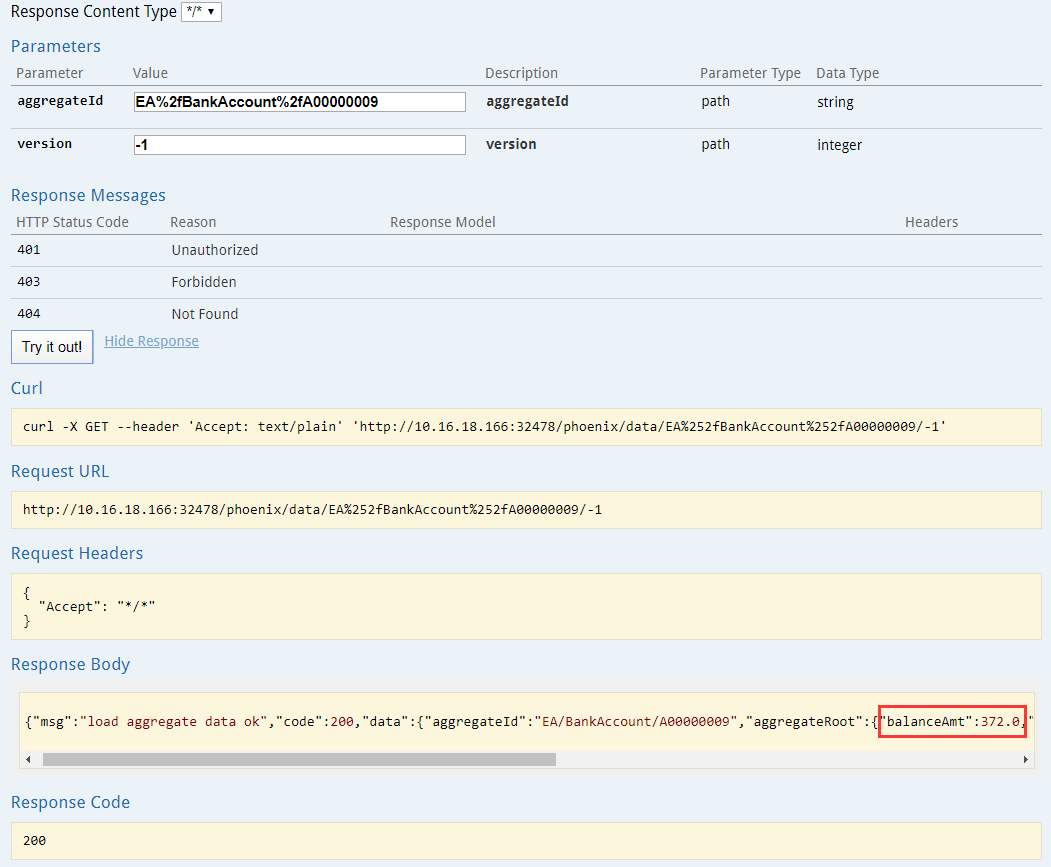 Response Content Type */* ▼
Parameters
Parameter Value Description Parameter Type Data Type
aggregateId EA%2fBankAccount%2fA00000009 aggregateId path string
version -1 version path integer
Response Messages
HTTP Status Code Reason Response Model Headers
401 Unauthorized
403 Forbidden
404 Not Found
Try it out! Hide Response
Curl
curl -X GET --header 'Accept: text/plain' 'http://10.16.18.166:32478/phoenix/data/EA%252fBankAccount%252fA00000009/-1'
Request URL
http://10.16.18.166:32478/phoenix/data/EA%252fBankAccount%252fA00000009/-1
Request Headers
{
"Accept": "*/*"
}
Response Body
{"msg":"load aggregate data ok","code":200,"data":{"aggregateId":"EA/BankAccount/A00000009","aggregateRoot":{"balanceAmt":372.0,"
Response Code
200